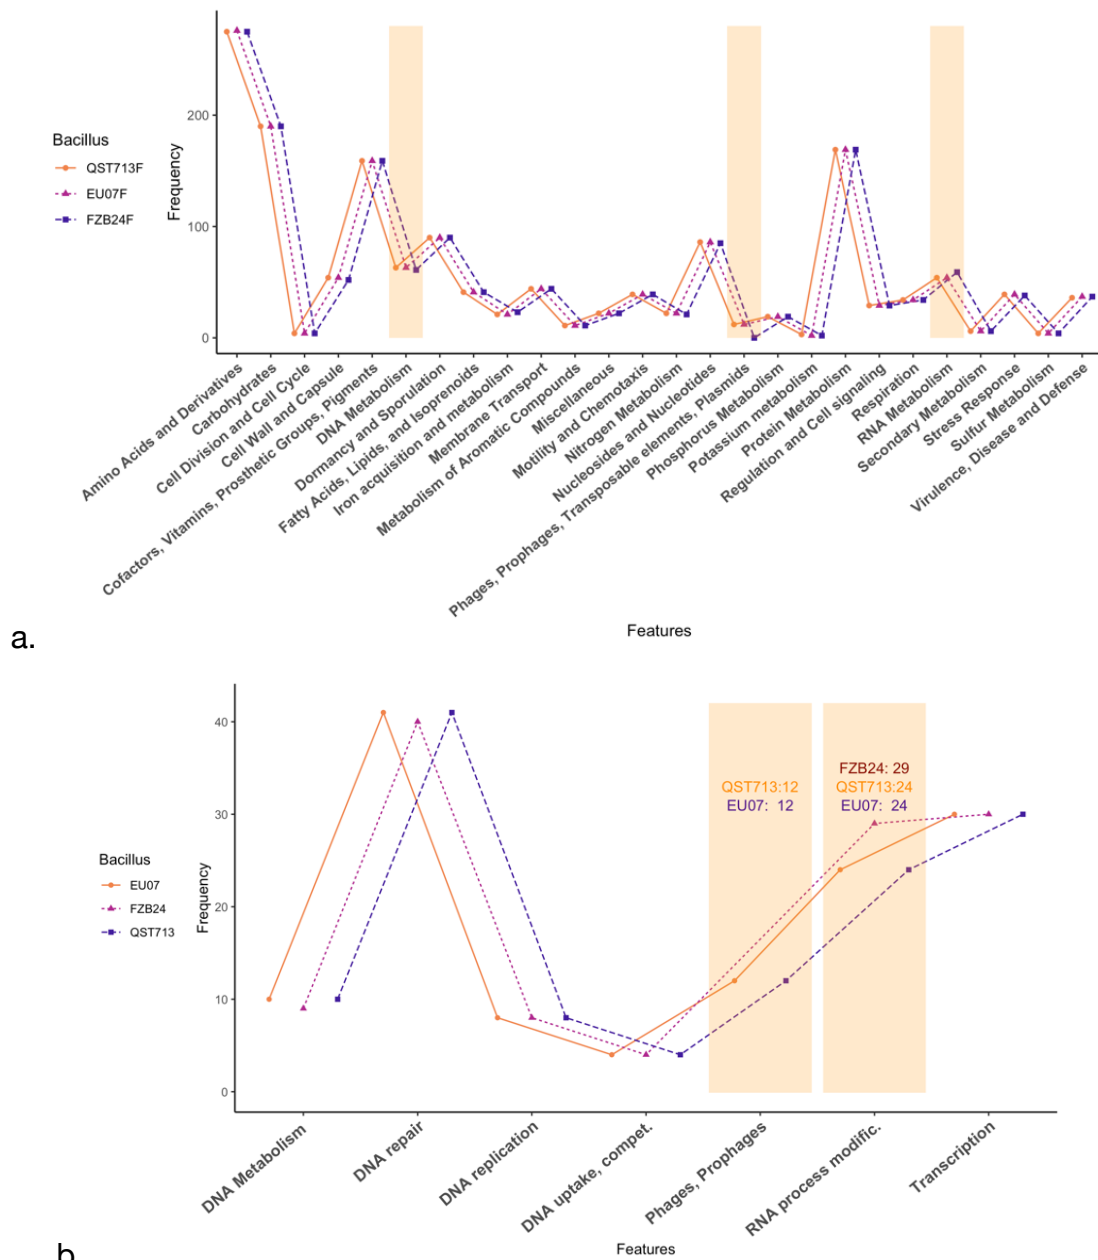 200
100
0
Frequency
Bacillus
QST713F
EU07F
FZB24F
Amino Acids and Derivatives
Carbohydrates
Cell Division and Cell Cycle
Cell Wall and Capsule
Cofactors, Vitamins, Prosthetic Groups, Pigments
DNA Metabolism
Dormancy and Sporulation
Fatty Acids, Lipids, and Isoprenoids
Iron acquisition and metabolism
Membrane Transport
Metabolism of Aromatic Compounds
Miscellaneous
Motility and Chemotaxis
Nitrogen Metabolism
Nucleosides and Nucleotides
Phages, Prophages, Transposable elements, Plasmids
Phosphorus Metabolism
Potassium metabolism
Protein Metabolism
Regulation and Cell signaling
Respiration
RNA Metabolism
Secondary Metabolism
Stress Response
Sulfur Metabolism
Virulence, Disease and Defense
Features
a.
40
30
20
10
0
Frequency
Bacillus
EU07
FZB24
QST713
QST713:12
EU07: 12
FZB24: 29
QST713:24
EU07: 24
DNA Metabolism
DNA repair
DNA replication
DNA uptake, compet.
Phages, Prophages
RNA process modific.
Transcription
Features
b